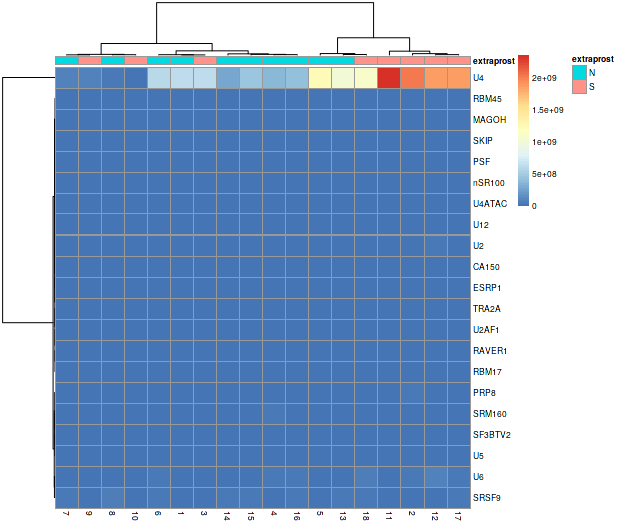 extraprost
U4
RBM45
MAGOH
SKIP
PSF
nSR100
U4ATAC
U12
U2
CA150
ESRP1
TRA2A
U2AF1
RAVER1
RBM17
PRP8
SRM160
SF3BTV2
U5
U6
SRSF9
7 9 8 10 6 1 3 14 15 4 16 5 13 18 11 2 12 17
2e+09
1.5e+09
1e+09
5e+08
0
extraprost
N
S